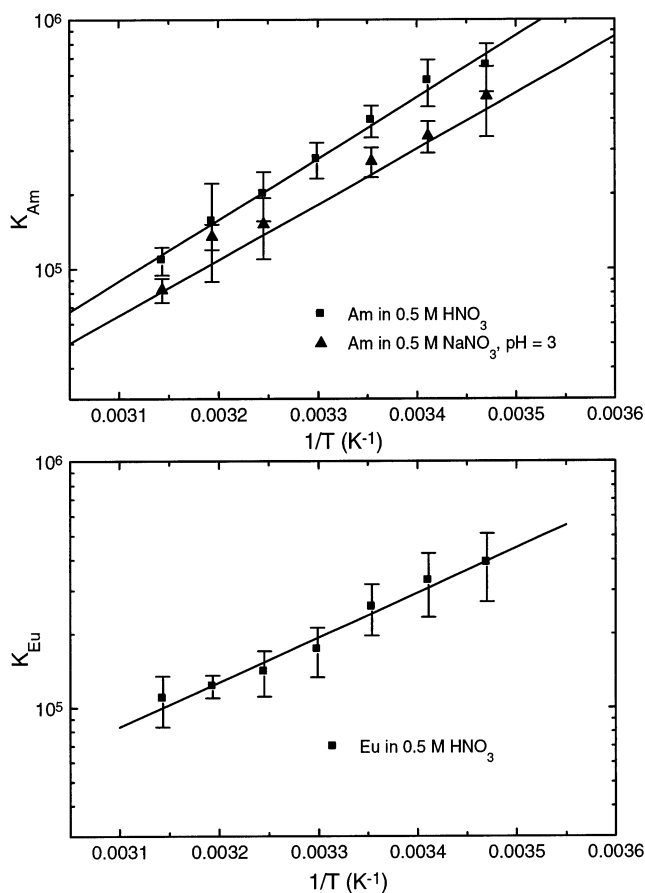 10⁶
K_Am
10⁵
Am in 0.5 M HNO₃
Am in 0.5 M NaNO₃, pH = 3
0.0031 0.0032 0.0033 0.0034 0.0035 0.0036
1/T (K⁻¹)
10⁶
K_Eu
10⁵
Eu in 0.5 M HNO₃
0.0031 0.0032 0.0033 0.0034 0.0035 0.0036
1/T (K⁻¹)